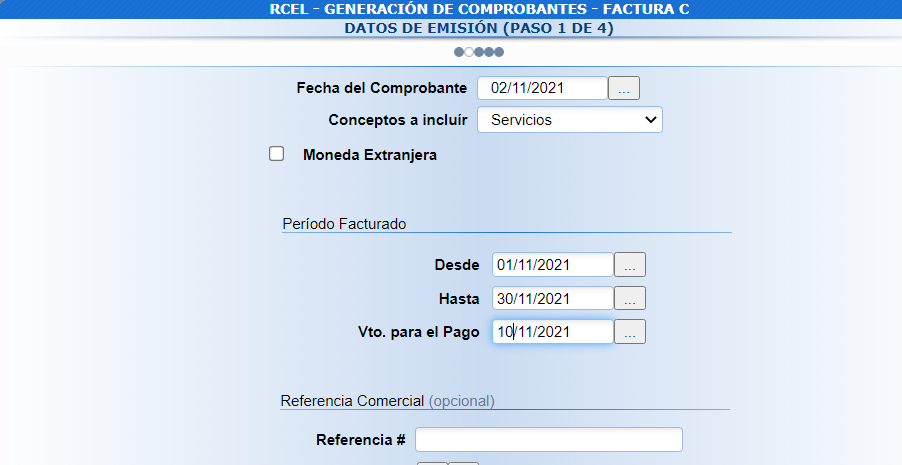 RCEL - GENERACIÓN DE COMPROBANTES - FACTURA C
DATOS DE EMISIÓN (PASO 1 DE 4)
Fecha del Comprobante 02/11/2021 ...
Conceptos a incluír Servicios
Moneda Extranjera
Período Facturado
Desde 01/11/2021 ...
Hasta 30/11/2021 ...
Vto. para el Pago 10/11/2021 ...
Referencia Comercial (opcional)
Referencia #